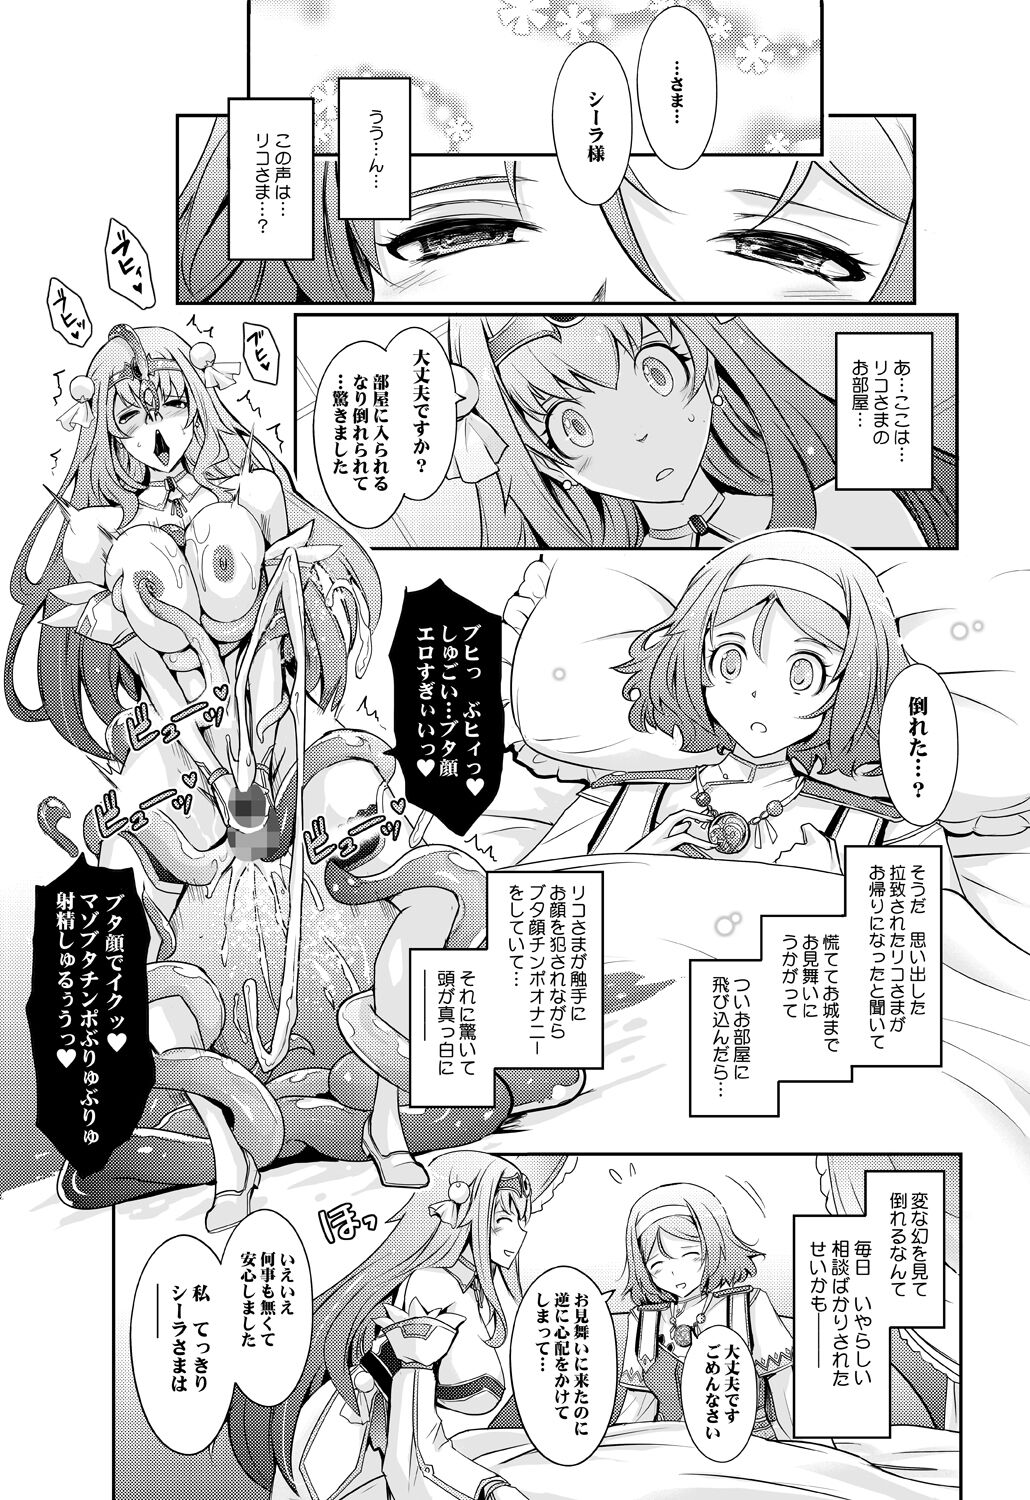 …さま…
シーラ様
うう…ん…
この声は…
リコさま…？
ブヒィ♥
ブヒッ♥
ブヒィ♥
あ…ここは…
リコさまの
お部屋…
大丈夫ですか？
部屋に入られる
なり倒れられて
…驚きました
倒れた…？
ブヒっ　ぶヒィっ
しゅごい…ブタ顔
エロすぎぃいっ♥
ビューッ♥
ビューッ♥
ビューッ♥
そうだ　思い出した
拉致されたリコさまが
お帰りになったと聞いて
慌ててお城まで
お見舞いに
うかがって
ついお部屋に
飛び込んだら…
リコさまが触手に
お顔を犯されながら
ブタ顔チンポオナニー
をしていて…
それに驚いて
頭が真っ白に
――――
ブタ顔でイクッ♥
マゾブタチンポぶりゅぶりゅ
射精しゅるぅうっ♥
変な幻を見て
倒れるなんて
毎日　いやらしい
相談ばかりされた
せいかも――
大丈夫です
ごめんなさい
お見舞いに来たのに
逆に心配をかけて
しまって…
ほっ
いえいえ
何事も無くて
安心しました
私　てっきり
シーラさまは
――――